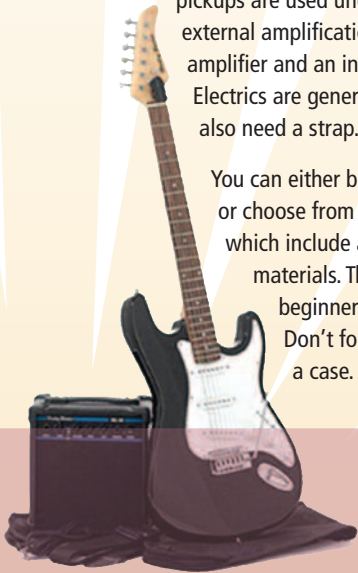 pickups are used un
external amplificatio
amplifier and an in
Electrics are gener
also need a strap.
You can either b
or choose from
which include a
materials. Th
beginner
Don't fo
a case.